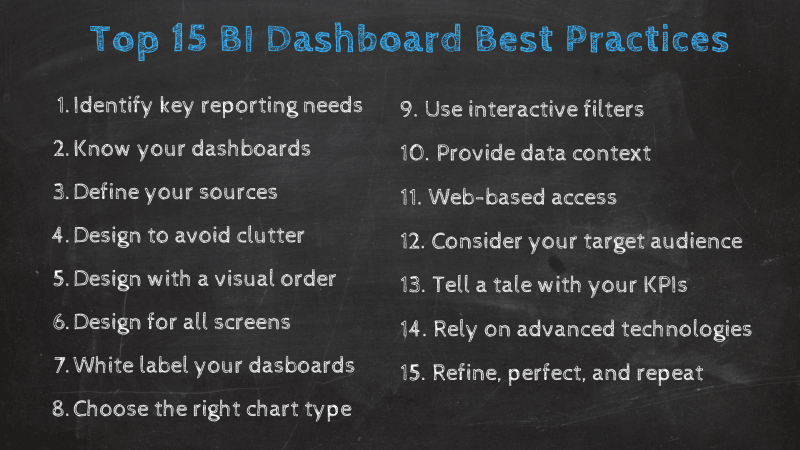 Top 15 BI Dashboard Best Practices
1. Identify key reporting needs
2. Know your dashboards
3. Define your sources
4. Design to avoid clutter
5. Design with a visual order
6. Design for all screens
7. White label your dasboards
8. Choose the right chart type
9. Use interactive filters
10. Provide data context
11. Web-based access
12. Consider your target audience
13. Tell a tale with your KPIs
14. Rely on advanced technologies
15. Refine, perfect, and repeat